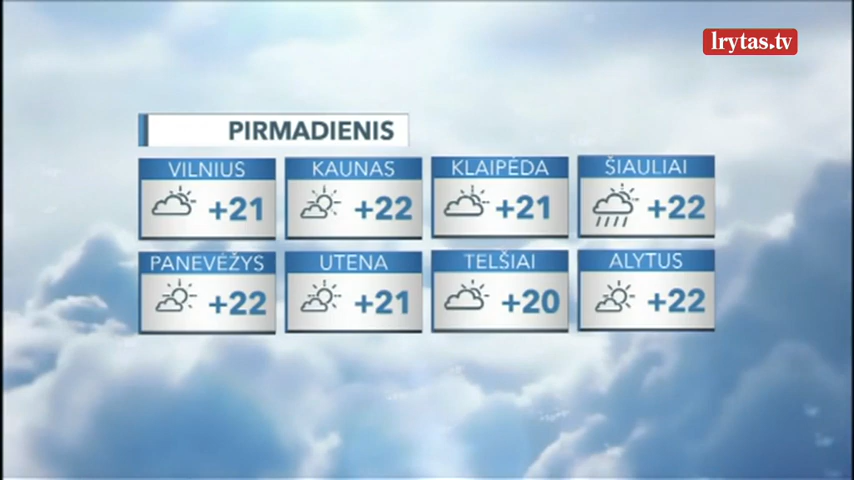 lrytas.tv
PIRMADIENIS
VILNIUS KAUNAS KLAIPĖDA ŠIAULIAI
+21 +22 +21 +22
PANEVĖŽYS UTENA TELŠIAI ALYTUS
+22 +21 +20 +22